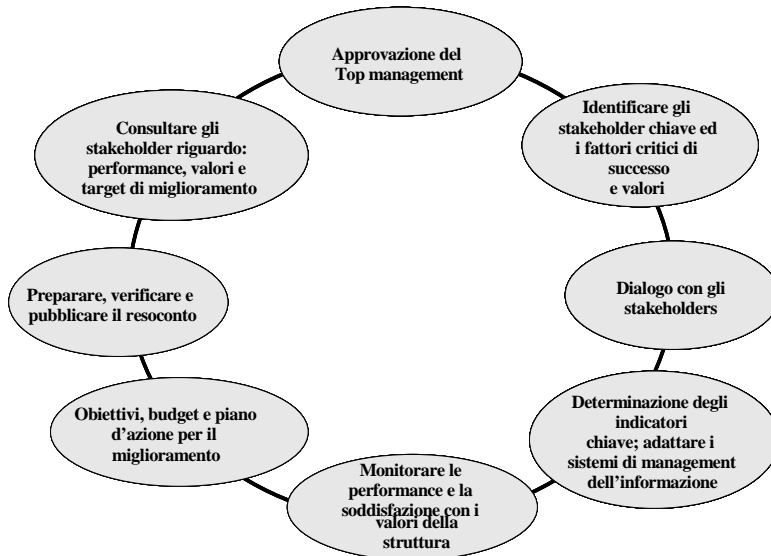 Approvazione del
Top management
Identificare gli
stakeholder chiave ed
i fattori critici di
successo
e valori
Dialogo con gli
stakeholders
Determinazione degli
indicatori
chiave; adattare i
sistemi di management
dell’informazione
Monitorare le
performance e la
soddisfazione con i
valori della
struttura
Obiettivi, budget e piano
d’azione per il
miglioramento
Preparare, verificare e
pubblicare il resoconto
Consultare gli
stakeholder riguardo:
performance, valori e
target di miglioramento